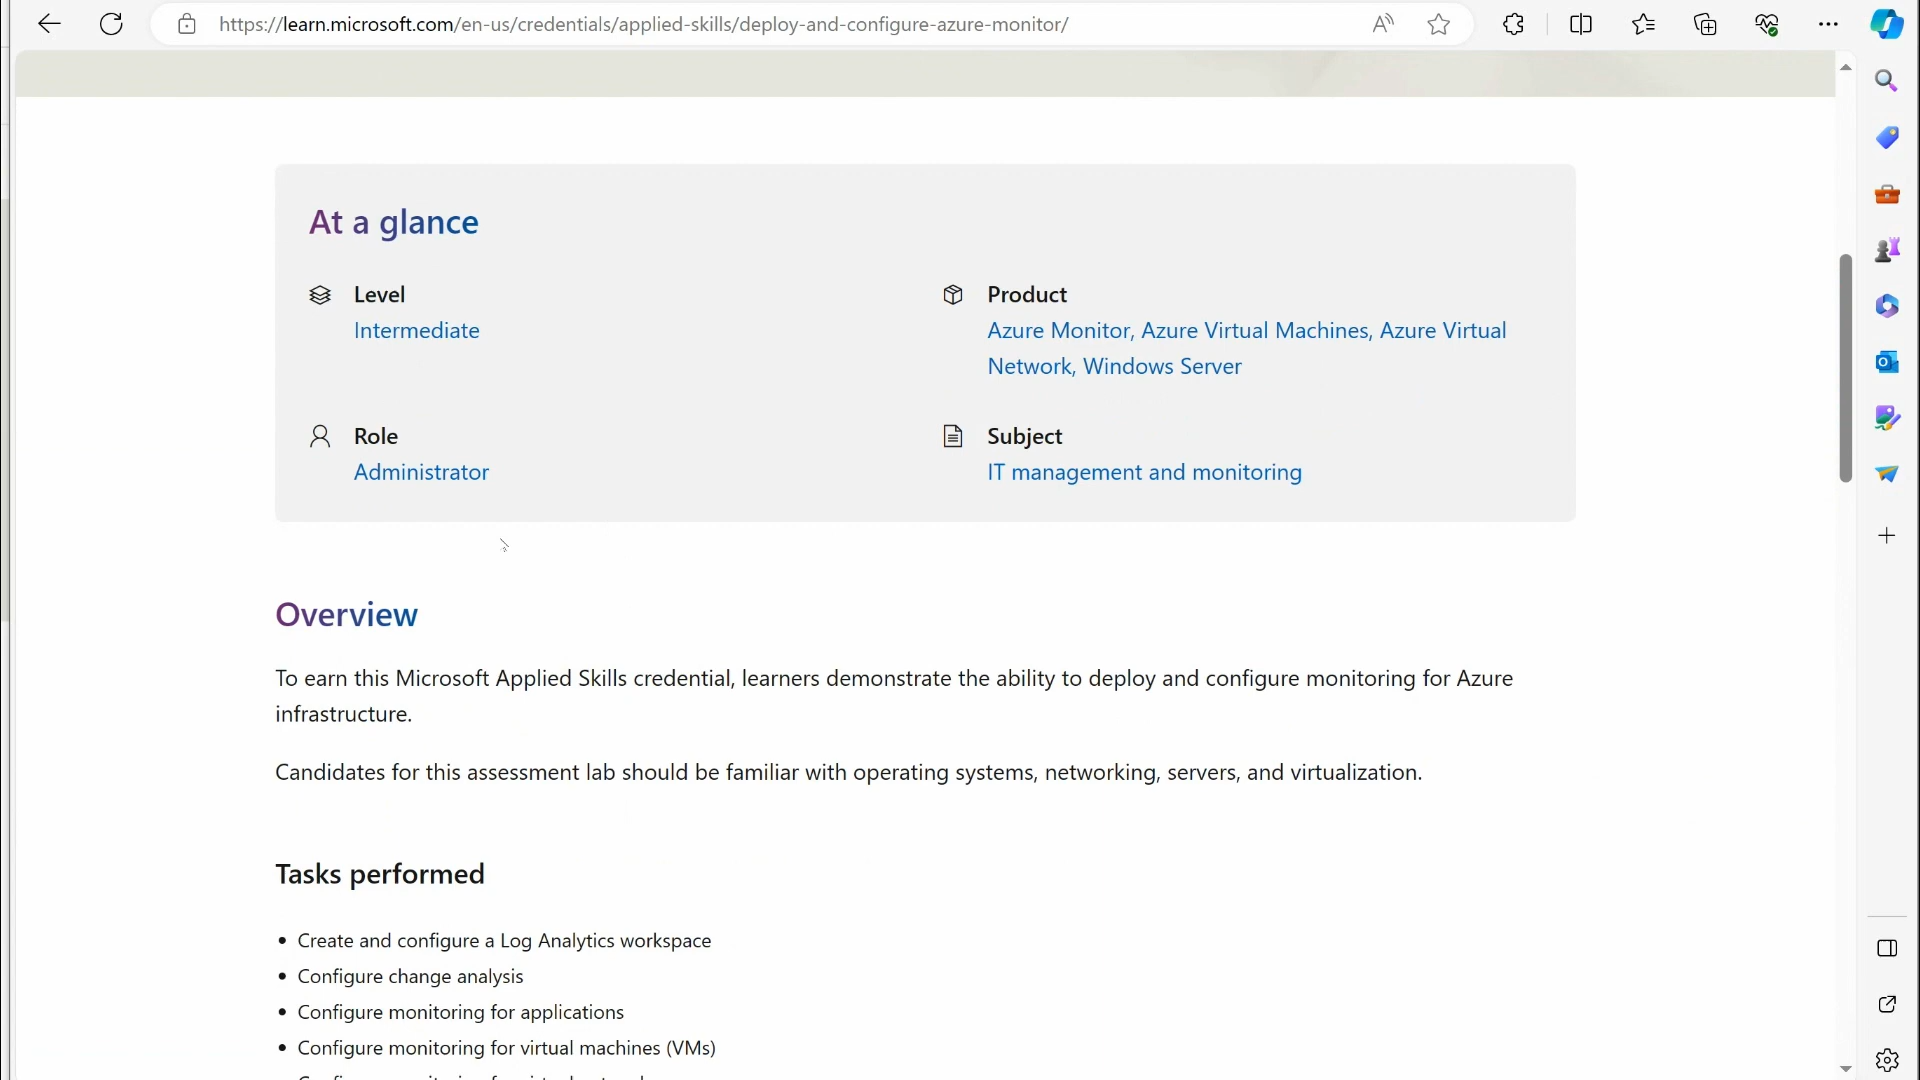 https://learn.microsoft.com/en-us/credentials/applied-skills/deploy-and-configure-azure-monitor/
At a glance
Level
Intermediate
Product
Azure Monitor, Azure Virtual Machines, Azure Virtual
Network, Windows Server
Role
Administrator
Subject
IT management and monitoring
Overview
To earn this Microsoft Applied Skills credential, learners demonstrate the ability to deploy and configure monitoring for Azure
infrastructure.
Candidates for this assessment lab should be familiar with operating systems, networking, servers, and virtualization.
Tasks performed
• Create and configure a Log Analytics workspace
• Configure change analysis
• Configure monitoring for applications
• Configure monitoring for virtual machines (VMs)